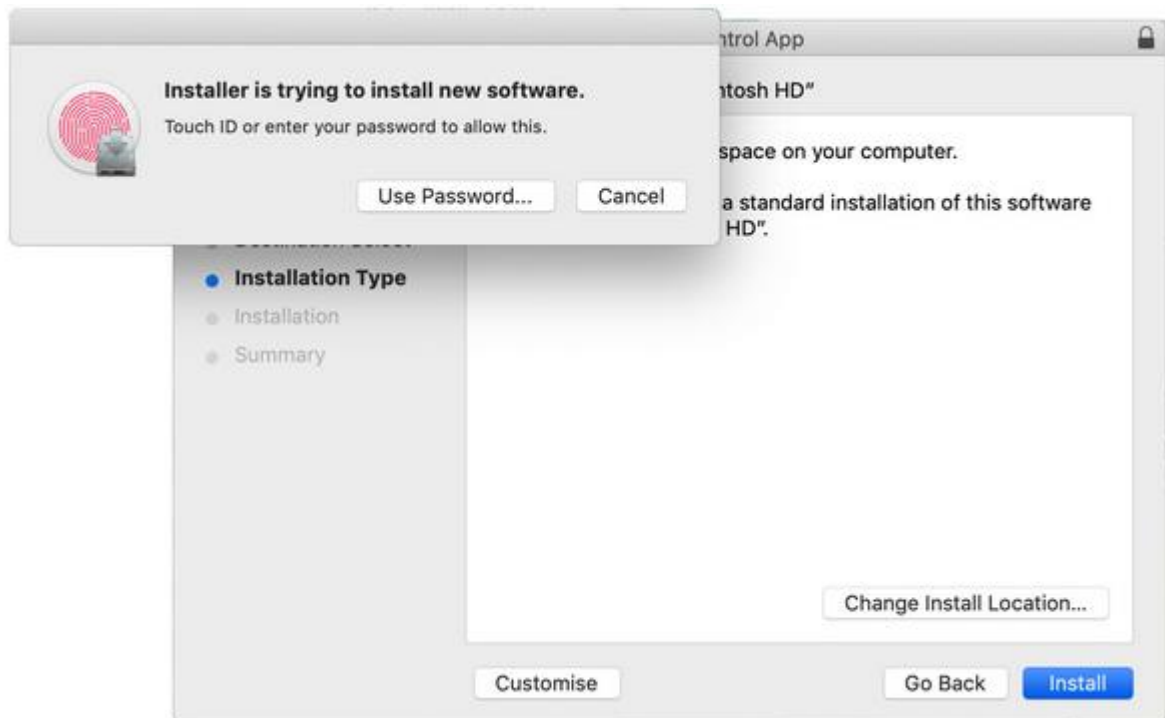 Installer is trying to install new software.
Touch ID or enter your password to allow this.
Use Password... Cancel
ntrol App
ntosh HD”
space on your computer.
a standard installation of this software
HD”.
Destination Select
Installation Type
Installation
Summary
Change Install Location...
Customise Go Back Install